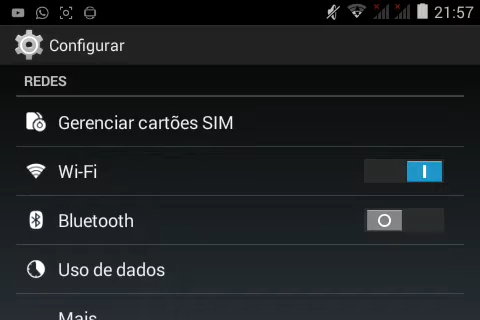 21:57
Configurar
REDES
Gerenciar cartões SIM
Wi-Fi
Bluetooth
Uso de dados
Mais